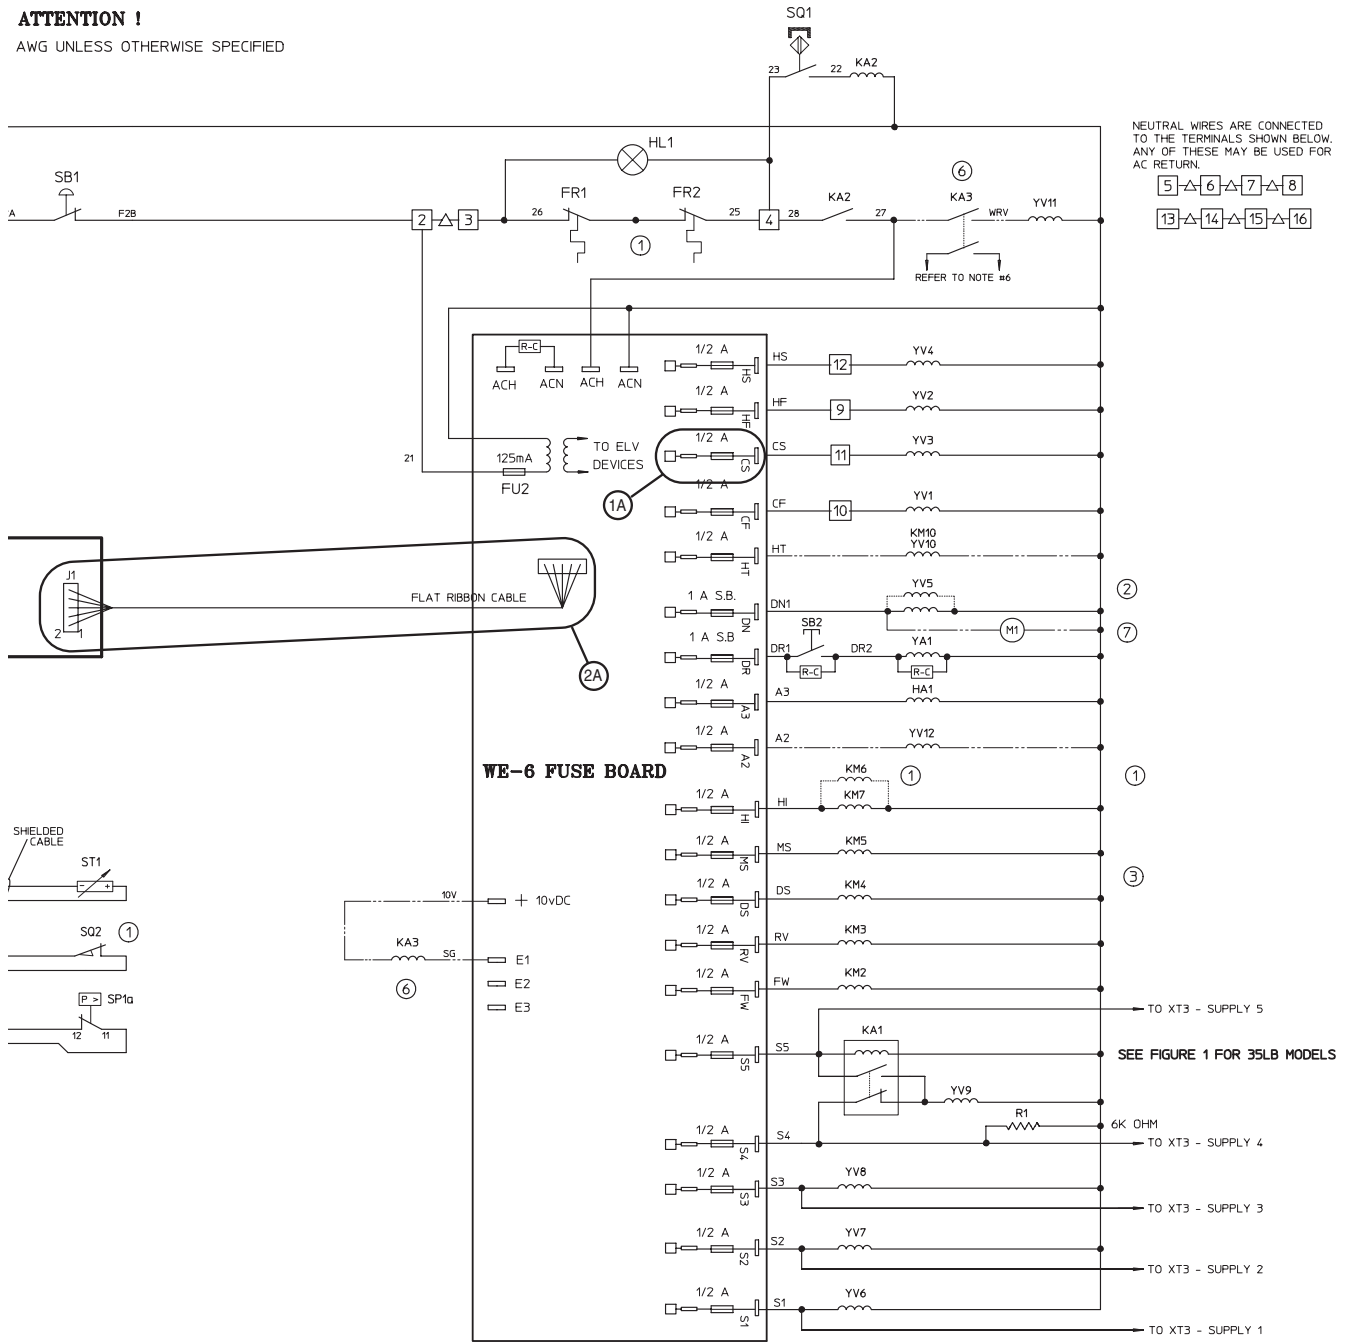 ATTENTION !
AWG UNLESS OTHERWISE SPECIFIED
SQ1
23
22
KA2
NEUTRAL WIRES ARE CONNECTED
TO THE TERMINALS SHOWN BELOW.
ANY OF THESE MAY BE USED FOR
AC RETURN.
5 6 7 8
13 14 15 16
HL1
SB1
A
F2B
2 3
26
FR1
FR2
25
4
28
KA2
27
6
KA3
WRV
YV11
1
REFER TO NOTE #6
R-C
ACH ACN ACH ACN
21
125mA
FU2
TO ELV
DEVICES
1/2 A
HS
HS
12
YV4
1/2 A
HF
HF
9
YV2
1/2 A
CS
CS
11
YV3
1A
1/2 A
CF
CF
10
YV1
HT
HT
KM10
YV10
J1
2 1
FLAT RIBBON CABLE
2A
1 A S.B.
DN
DN1
YV5
2
M1
7
1 A S.B
DR
DR1
SB2
R-C
DR2
YA1
R-C
1/2 A
A3
A3
HA1
1/2 A
A2
A2
YV12
WE-6 FUSE BOARD
1/2 A
HI
HI
KM6
KM7
1
1
1/2 A
MS
MS
KM5
1/2 A
DS
DS
KM4
3
1/2 A
RV
RV
KM3
1/2 A
FW
FW
KM2
SHIELDED
CABLE
ST1
- +
SQ2
1
P >
SP1a
12 11
10V
+ 10vDC
KA3
SG
E1
6
E2
E3
TO XT3 - SUPPLY 5
1/2 A
S5
S5
KA1
SEE FIGURE 1 FOR 35LB MODELS
YV9
R1
6K OHM
1/2 A
S4
S4
TO XT3 - SUPPLY 4
1/2 A
S3
S3
YV8
TO XT3 - SUPPLY 3
1/2 A
S2
S2
YV7
TO XT3 - SUPPLY 2
1/2 A
S1
S1
YV6
TO XT3 - SUPPLY 1